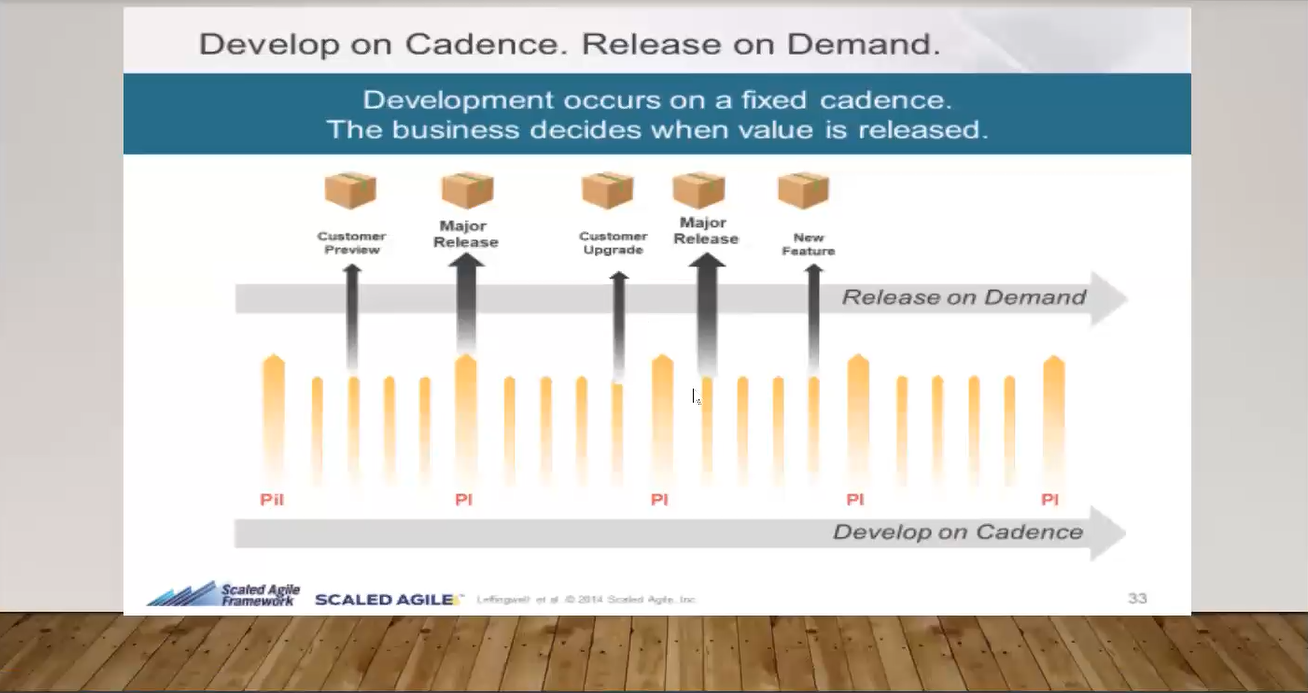 Develop on Cadence. Release on Demand.
Development occurs on a fixed cadence.
The business decides when value is released.
Customer
Preview
Major
Release
Customer
Upgrade
Major
Release
New
Feature
Release on Demand
Pil
PI
PI
PI
PI
Develop on Cadence
Scaled Agile
Framework
SCALED AGILE
Leffingwell et al. © 2014 Scaled Agile, Inc.
33